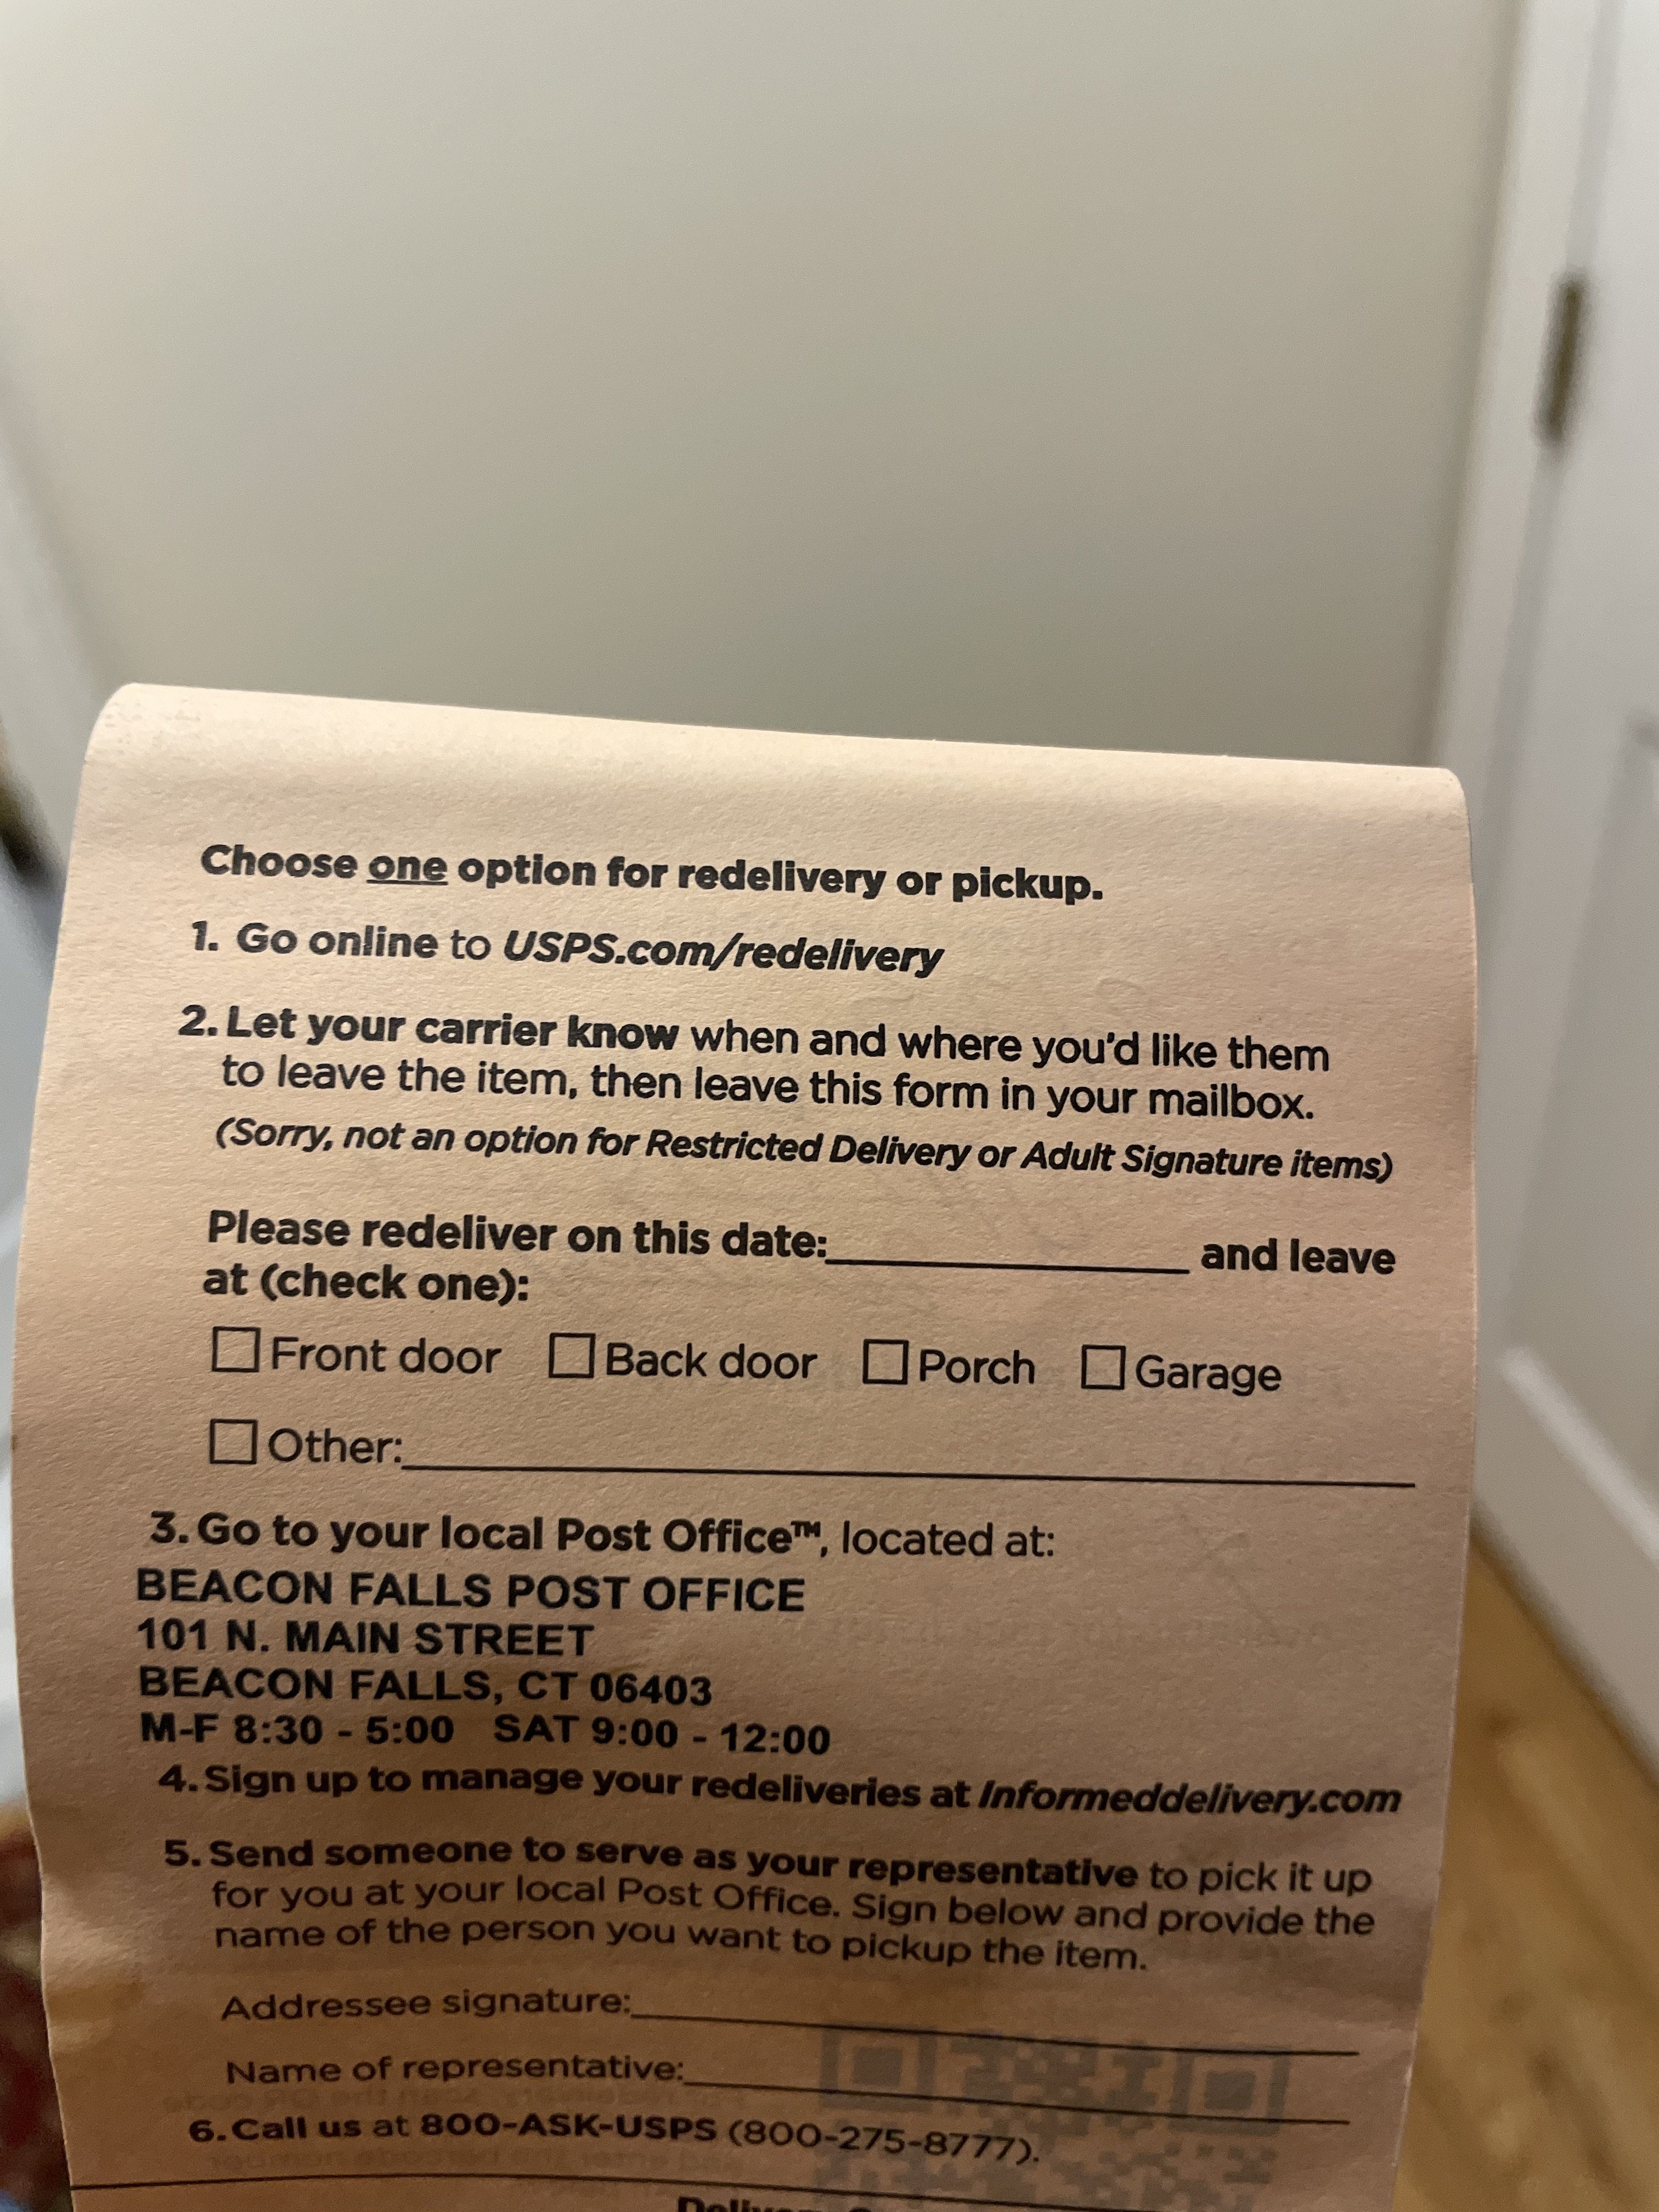 Choose one option for redelivery or pickup.
1. Go online to USPS.com/redelivery
2. Let your carrier know when and where you'd like them
to leave the item, then leave this form in your mailbox.
(Sorry, not an option for Restricted Delivery or Adult Signature items)
Please redeliver on this date:______________ and leave
at (check one):
☐ Front door ☐ Back door ☐ Porch ☐ Garage
☐ Other:______________
3. Go to your local Post Office™, located at:
BEACON FALLS POST OFFICE
101 N. MAIN STREET
BEACON FALLS, CT 06403
M-F 8:30 - 5:00 SAT 9:00 - 12:00
4. Sign up to manage your redeliveries at Informeddelivery.com
5. Send someone to serve as your representative to pick it up
for you at your local Post Office. Sign below and provide the
name of the person you want to pickup the item.
Addressee signature:______________
Name of representative:______________
6. Call us at 800-ASK-USPS (800-275-8777).